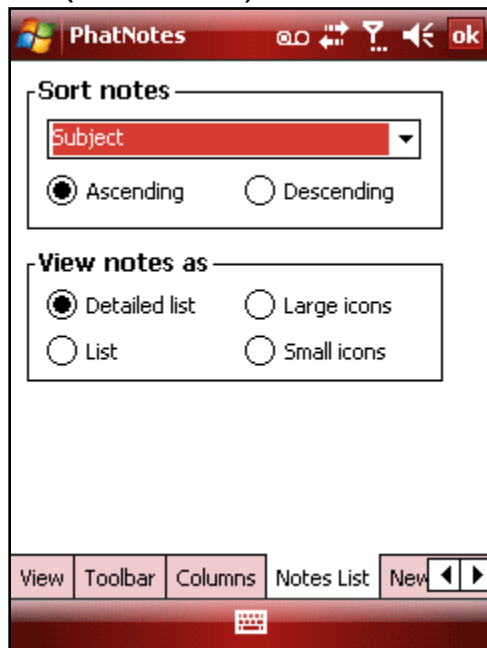 PhatNotes ok
Sort notes
Subject
Ascending Descending
View notes as
Detailed list Large icons
List Small icons
View Toolbar Columns Notes List New